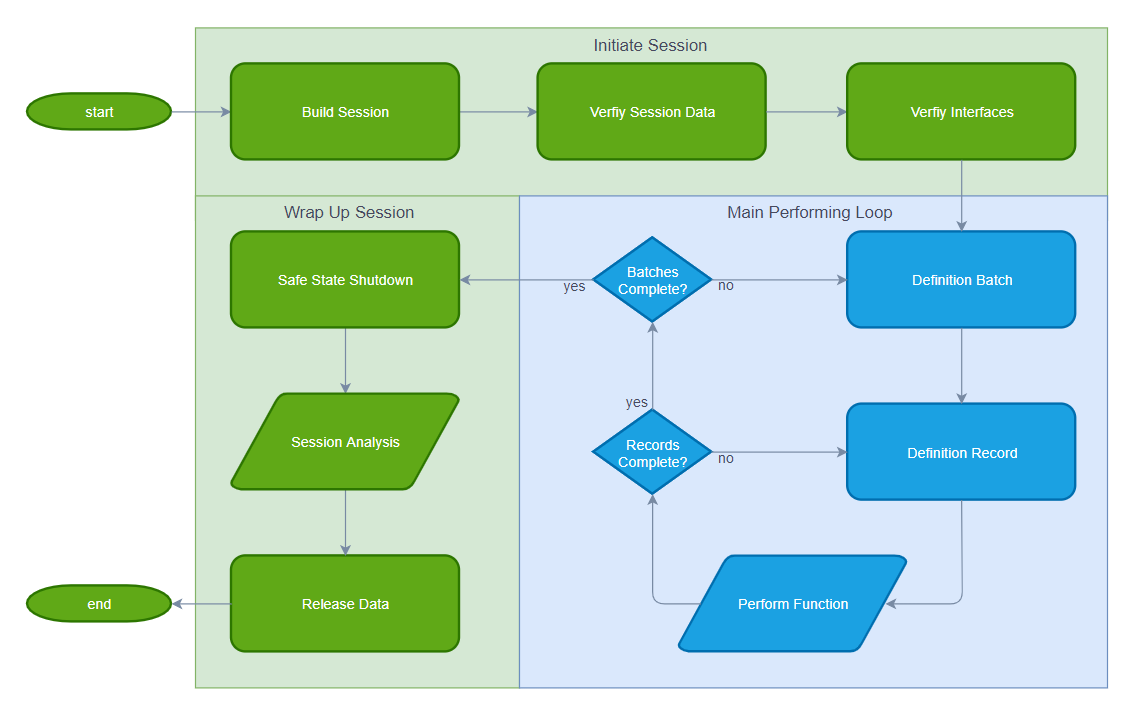 Initiate Session
start
Build Session
Verfiy Session Data
Verfiy Interfaces
Wrap Up Session
Main Performing Loop
Safe State Shutdown
yes
Batches
Complete?
no
Definition Batch
yes
Session Analysis
Records
Complete?
no
Definition Record
end
Release Data
Perform Function